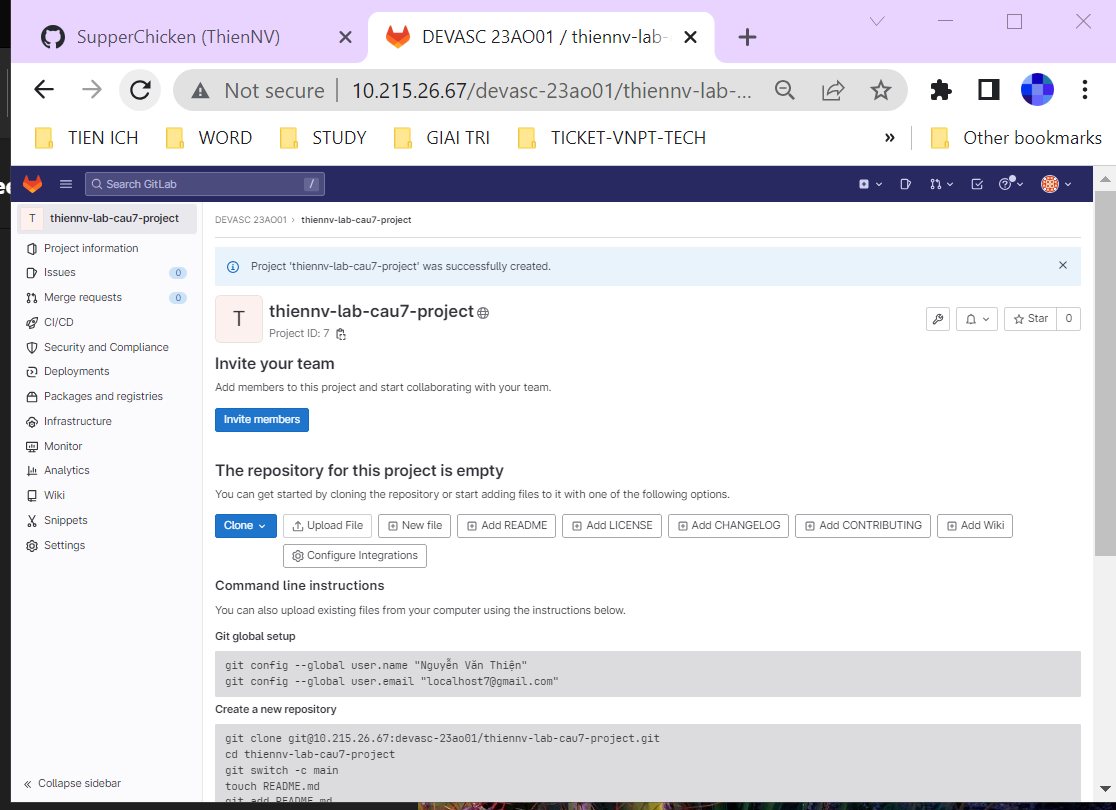 SupperChicken (ThienNV)
DEVASC 23AO01 / thiennv-lab-
Not secure
10.215.26.67/devasc-23ao01/thiennv-lab-...
TIEN ICH
WORD
STUDY
GIAI TRI
TICKET-VNPT-TECH
»
Other bookmarks
Search GitLab
/
T
thiennv-lab-cau7-project
Project information
Issues
0
Merge requests
0
CI/CD
Security and Compliance
Deployments
Packages and registries
Infrastructure
Monitor
Analytics
Wiki
Snippets
Settings
« Collapse sidebar
DEVASC 23AO01 › thiennv-lab-cau7-project
Project 'thiennv-lab-cau7-project' was successfully created.
T
thiennv-lab-cau7-project
Project ID: 7
Star
0
Invite your team
Add members to this project and start collaborating with your team.
Invite members
The repository for this project is empty
You can get started by cloning the repository or start adding files to it with one of the following options.
Clone
Upload File
New file
Add README
Add LICENSE
Add CHANGELOG
Add CONTRIBUTING
Add Wiki
Configure Integrations
Command line instructions
You can also upload existing files from your computer using the instructions below.
Git global setup
git config --global user.name "Nguyễn Văn Thiện"
git config --global user.email "localhost7@gmail.com"
Create a new repository
git clone git@10.215.26.67:devasc-23ao01/thiennv-lab-cau7-project.git
cd thiennv-lab-cau7-project
git switch -c main
touch README.md
git add README.md